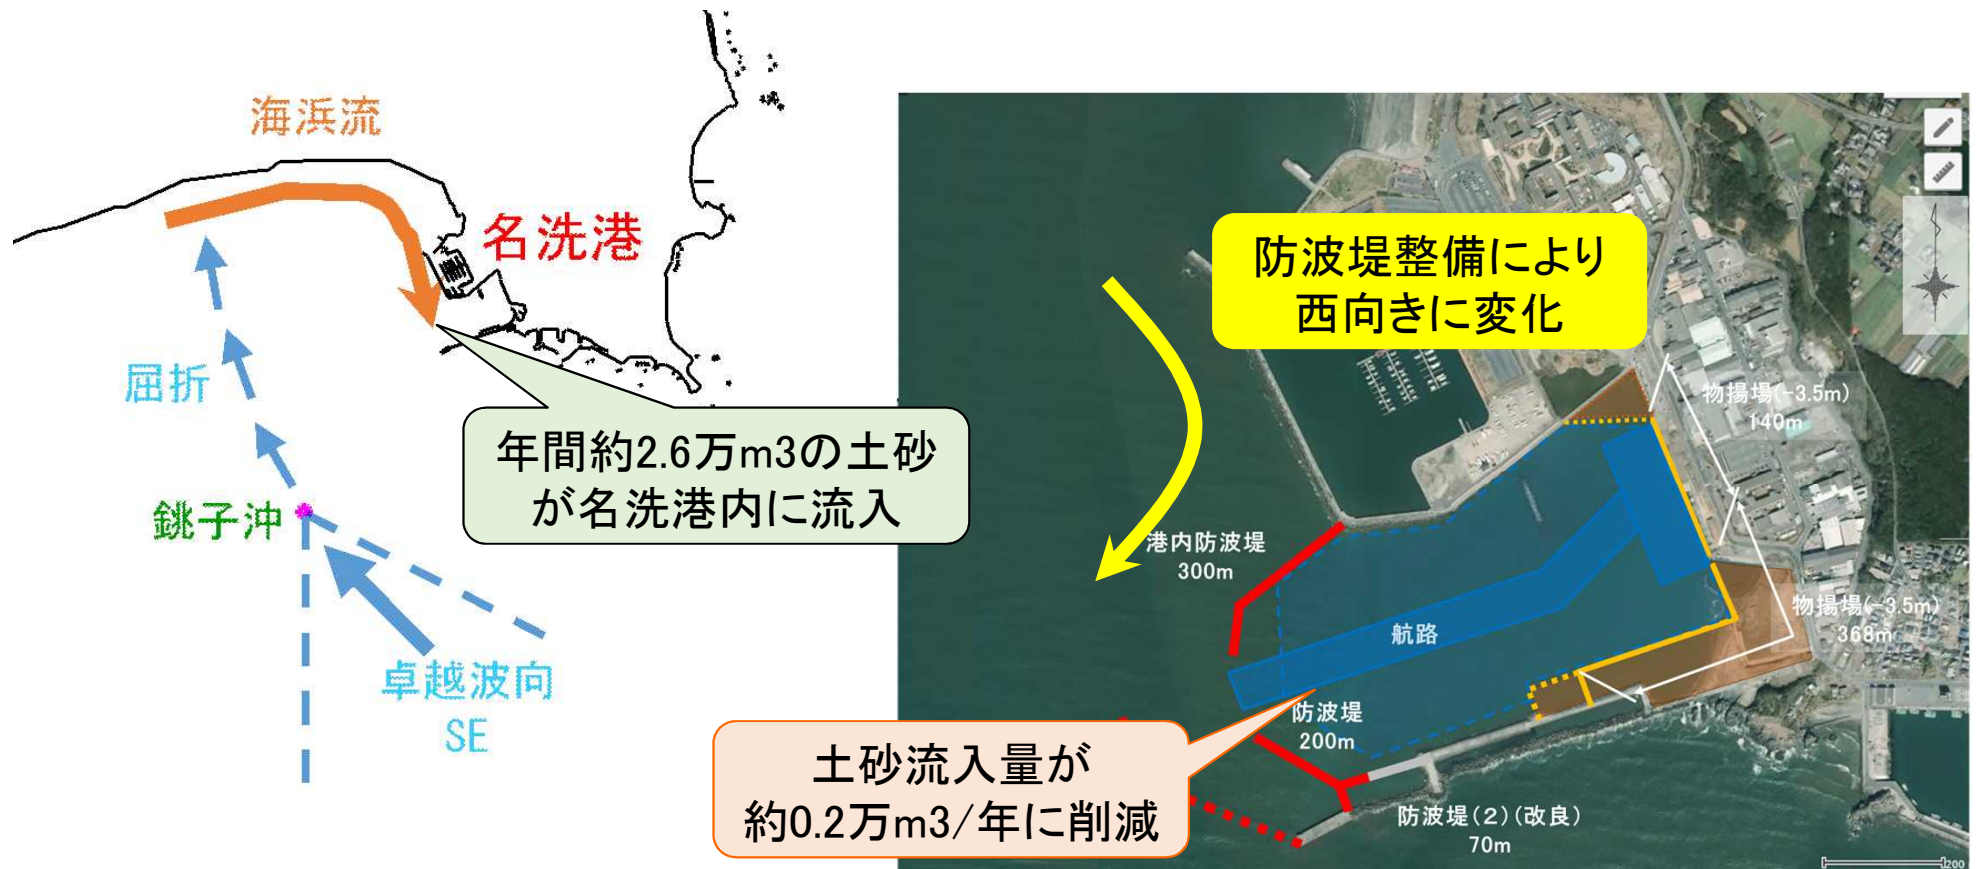 海浜流
名洗港
屈折
銚子沖
卓越波向
SE
年間約2.6万m3の土砂
が名洗港内に流入
防波堤整備により
西向きに変化
物揚場(-3.5m)
140m
港内防波堤
300m
航路
物揚場(-3.5m)
368m
防波堤
200m
土砂流入量が
約0.2万m3/年に削減
防波堤(2)(改良)
70m
200